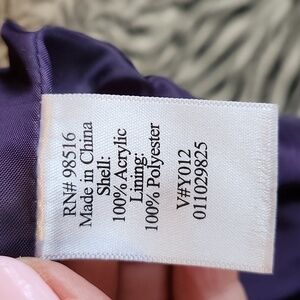 RN# 98516
Made in China
Shell:
100% Acrylic
Lining:
100% Polyester
V#Y012
011029825